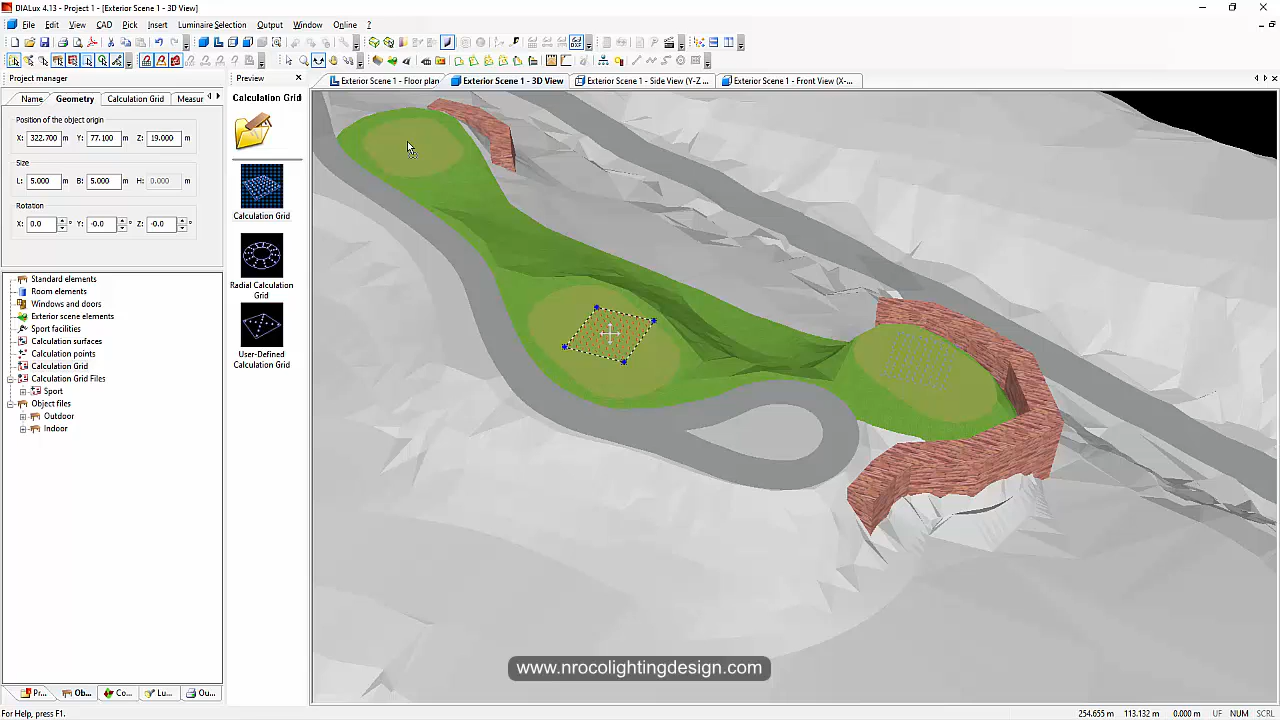 DIALux 4.13 - Project 1 - [Exterior Scene 1 - 3D View]
File Edit View CAD Pick Insert Luminaire Selection Output Window Online ?
Project manager
Preview
Exterior Scene 1 - Floor plan
Exterior Scene 1 - 3D View
Exterior Scene 1 - Side View (Y-Z ...
Exterior Scene 1 - Front View (X-...
Name Geometry Calculation Grid Measur
Calculation Grid
Position of the object origin
X: 322.700 m Y: 77.100 m Z: 19.000 m
Size
L: 5.000 m B: 5.000 m H: 0.000 m
Rotation
X: 0.0 ° Y: -0.0 ° Z: -0.0 °
Calculation Grid
Radial Calculation
Grid
User-Defined
Calculation Grid
Standard elements
Room elements
Windows and doors
Exterior scene elements
Sport facilities
Calculation surfaces
Calculation points
Calculation Grid
Calculation Grid Files
Sport
Object files
Outdoor
Indoor
www.nrocolightingdesign.com
Pr... Ob... Co... Lu... Ou...
For Help, press F1.
254.655 m 113.132 m 0.000 m UF NUM SCRL